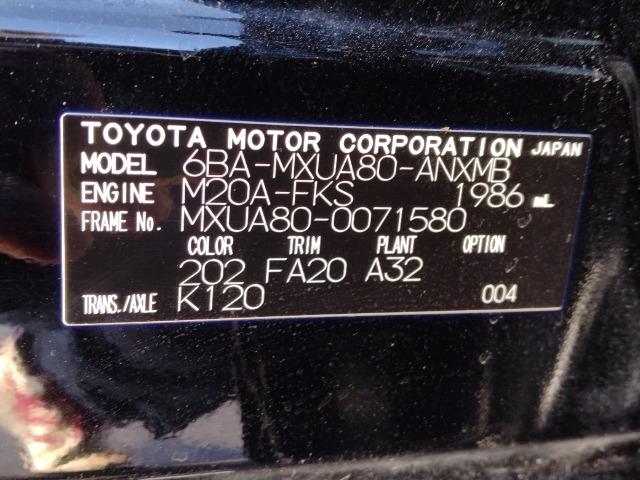 TOYOTA MOTOR CORPORATION JAPAN
MODEL 6BA-MXUA80-ANXMB
ENGINE M20A-FKS 1986 mL
FRAME No. MXUA80-0071580
COLOR TRIM PLANT OPTION
202 FA20 A32
TRANS./AXLE K120 004